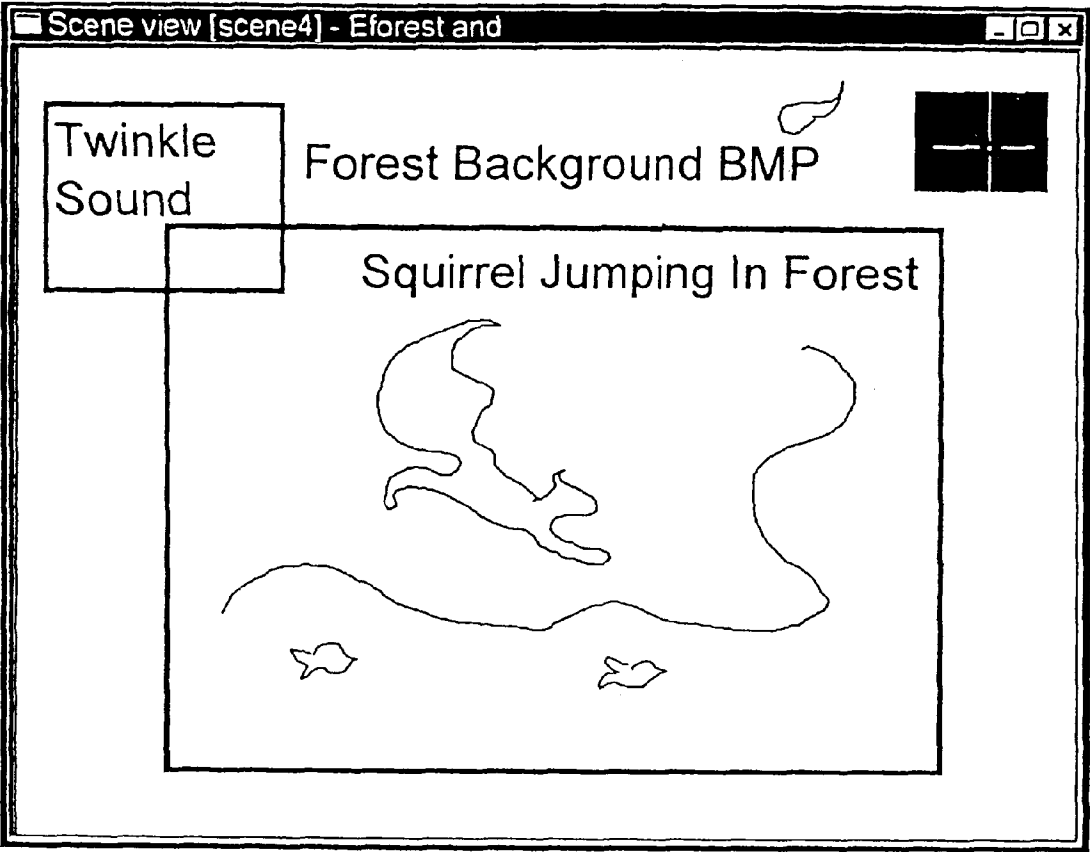 Scene view [scene4] - Eforest and
Twinkle
Sound
Forest Background BMP
Squirrel Jumping In Forest